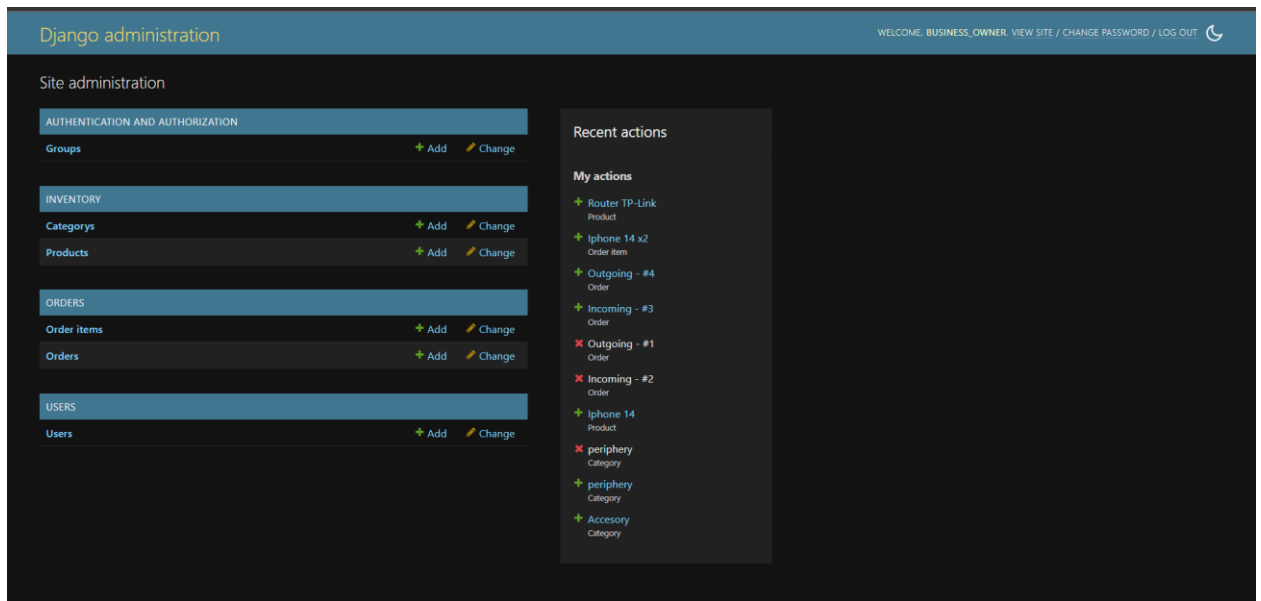 Django administration
WELCOME, BUSINESS_OWNER. VIEW SITE / CHANGE PASSWORD / LOG OUT
Site administration
AUTHENTICATION AND AUTHORIZATION
Groups Add Change
INVENTORY
Categorys Add Change
Products Add Change
ORDERS
Order items Add Change
Orders Add Change
USERS
Users Add Change
Recent actions
My actions
Router TP-Link
Product
Iphone 14 x2
Order item
Outgoing - #4
Order
Incoming - #3
Order
Outgoing - #1
Order
Incoming - #2
Order
Iphone 14
Product
periphery
Category
periphery
Category
Accesory
Category